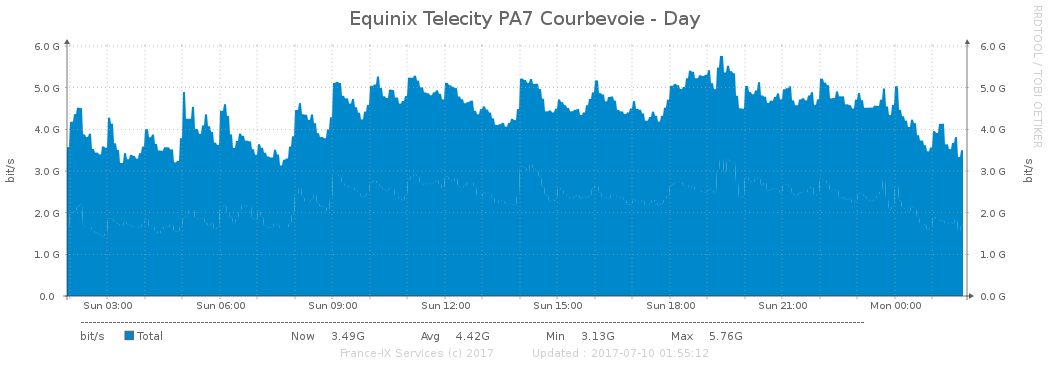 Equinix Telecity PA7 Courbevoie - Day
RRDTOOL / TOBI OETIKER
bit/s
6.0 G
5.0 G
4.0 G
3.0 G
2.0 G
1.0 G
0.0
6.0 G
5.0 G
4.0 G
3.0 G
2.0 G
1.0 G
0.0 G
bit/s
Sun 03:00 Sun 06:00 Sun 09:00 Sun 12:00 Sun 15:00 Sun 18:00 Sun 21:00 Mon 00:00
bit/s Total Now 3.49G Avg 4.42G Min 3.13G Max 5.76G
France-IX Services (c) 2017 Updated : 2017-07-10 01:55:12